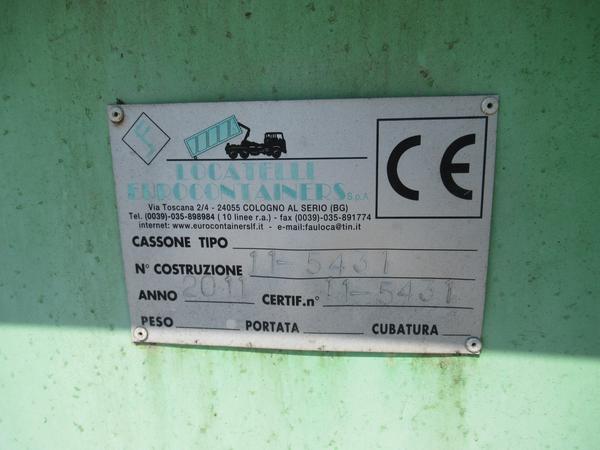 LOCATELLI
EUROCONTAINERS S.p.A
Via Toscana 2/4 - 24055 COLOGNO AL SERIO (BG)
Tel. (0039)-035-898984 ( 10 linee r.a.) - fax (0039)-035-891774
internet: www.eurocontainerslf.it - e-mail:fauloca@tin.it
CE
CASSONE TIPO
N° COSTRUZIONE 11-5431
ANNO 2011 CERTIF.n° 11-5431
PESO PORTATA CUBATURA